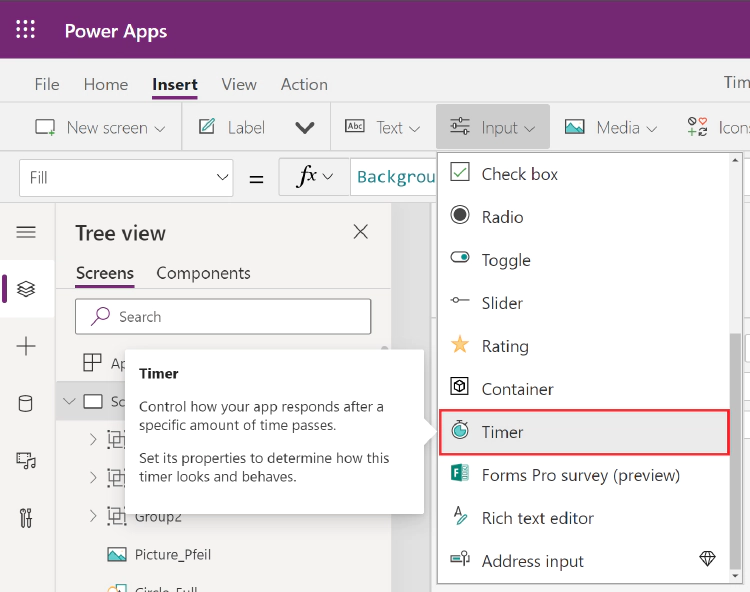 Power Apps
File Home Insert View Action Tim
New screen Label Abc Text Input Media Icons
Fill = fx Backgrou
Tree view
Screens Components
Search
Ap
Sc
Group2
Picture_Pfeil
Circle_Full
Timer
Control how your app responds after a
specific amount of time passes.
Set its properties to determine how this
timer looks and behaves.
Check box
Radio
Toggle
Slider
Rating
Container
Timer
Forms Pro survey (preview)
Rich text editor
Address input